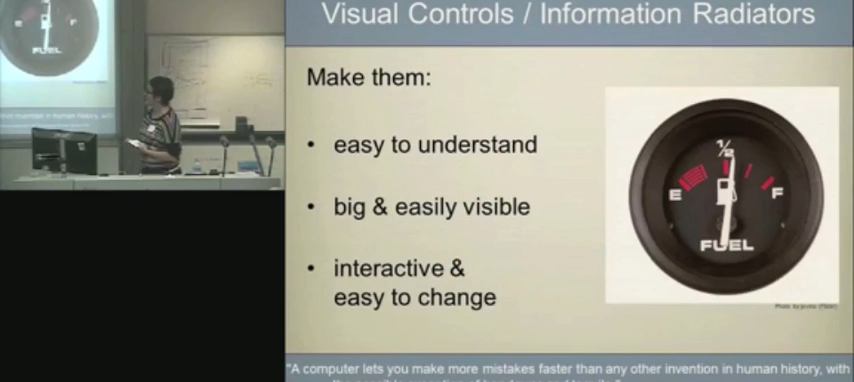 Visual Controls / Information Radiators
Make them:
• easy to understand
• big & easily visible
• interactive &
easy to change
1/2
E
F
FUEL
E
F
FUEL
"A computer lets you make more mistakes faster than any other invention in human history, with